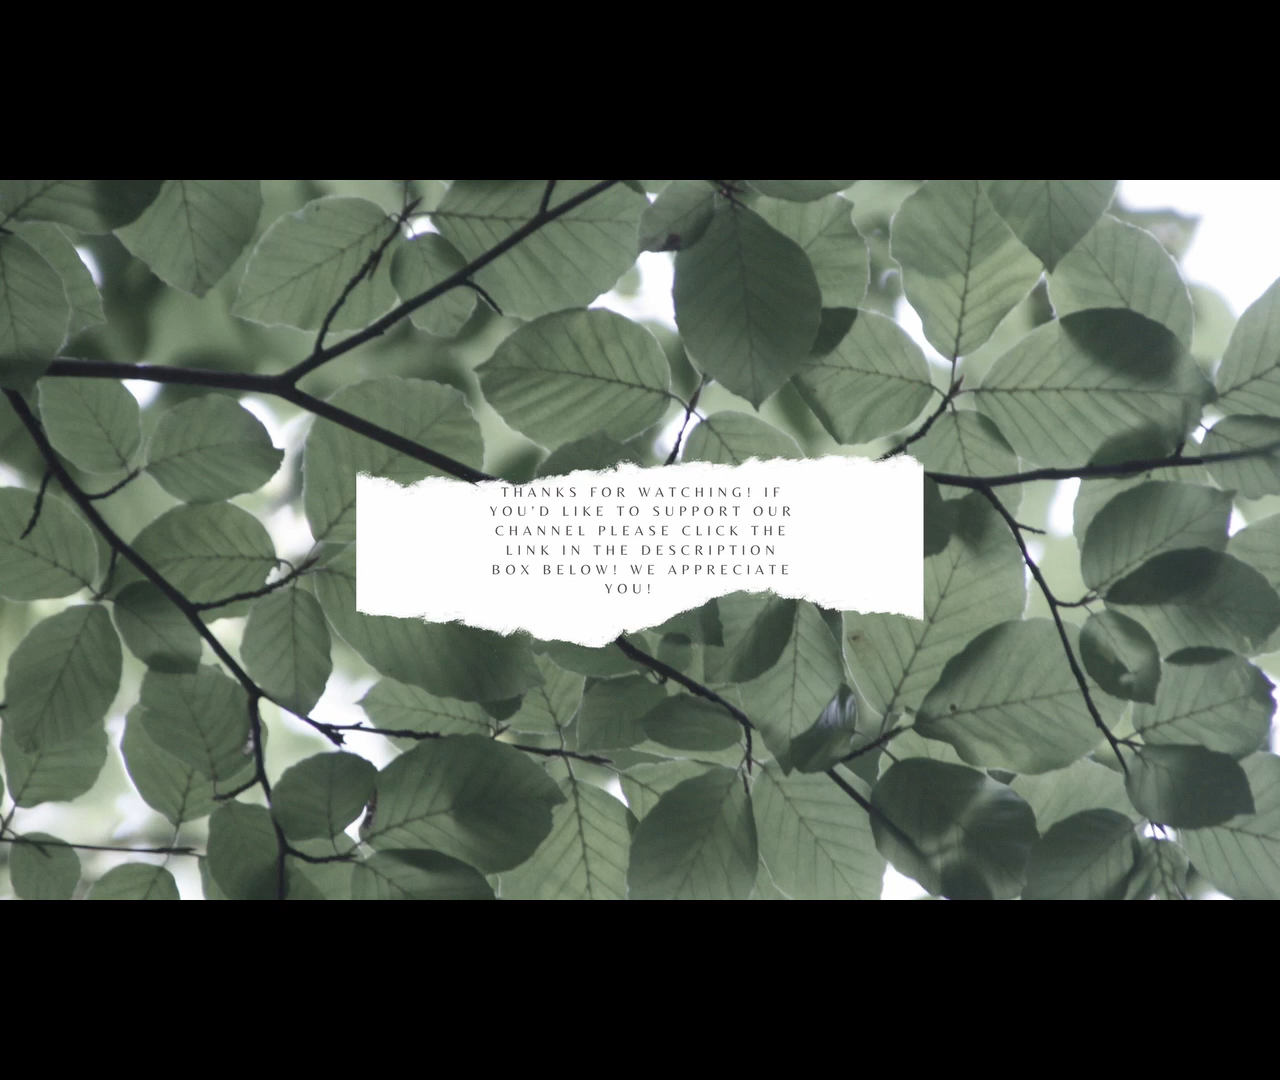 THANKS FOR WATCHING! IF
YOU'D LIKE TO SUPPORT OUR
CHANNEL PLEASE CLICK THE
LINK IN THE DESCRIPTION
BOX BELOW! WE APPRECIATE
YOU!